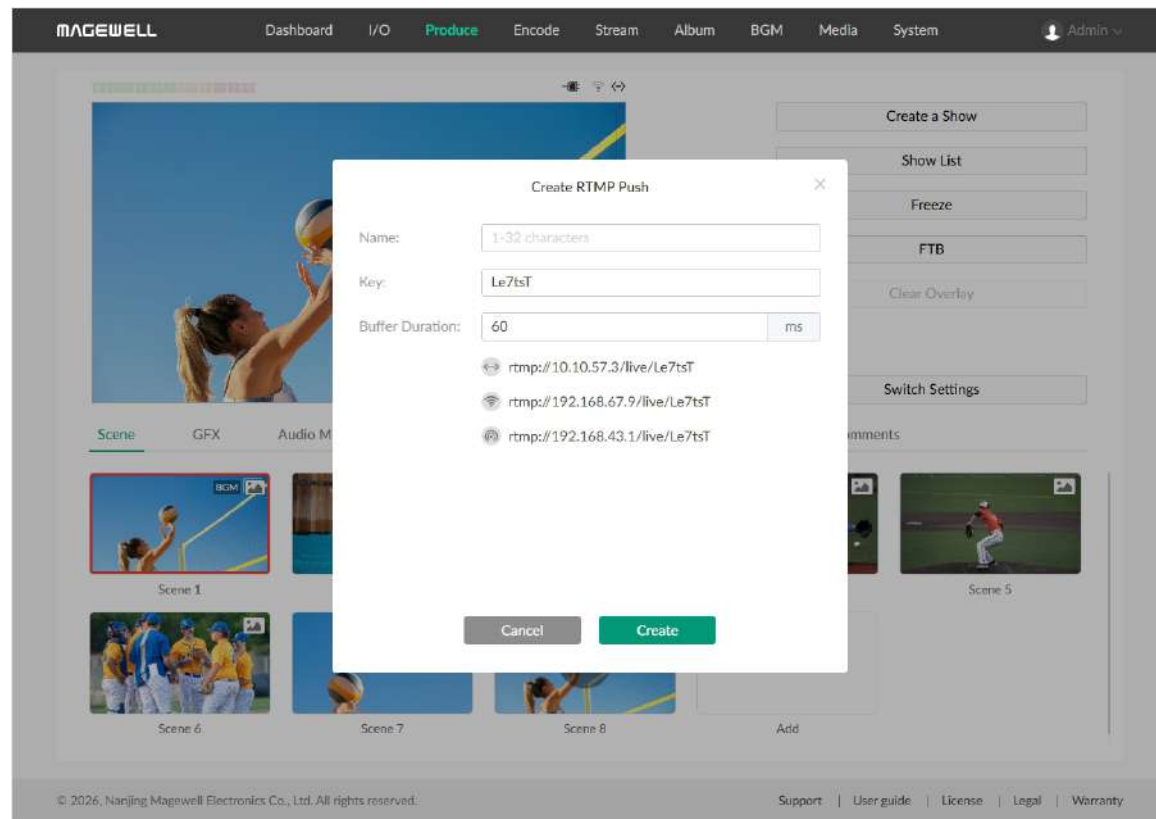 MAGEWELL
Dashboard I/O Produce Encode Stream Album BGM Media System Admin
Create a Show
Show List
Freeze
FTB
Clear Overlay
Switch Settings
Create RTMP Push
Name: 1-32 characters
Key: Le7tsT
Buffer Duration: 60 ms
rtmp://10.10.57.3/live/Le7tsT
rtmp://192.168.67.9/live/Le7tsT
rtmp://192.168.43.1/live/Le7tsT
Cancel Create
Scene GFX Audio M omments
BGM
Scene 1 Scene 5
Scene 6 Scene 7 Scene 8 Add
© 2026, Nanjing Magewell Electronics Co., Ltd. All rights reserved.
Support | User guide | License | Legal | Warranty